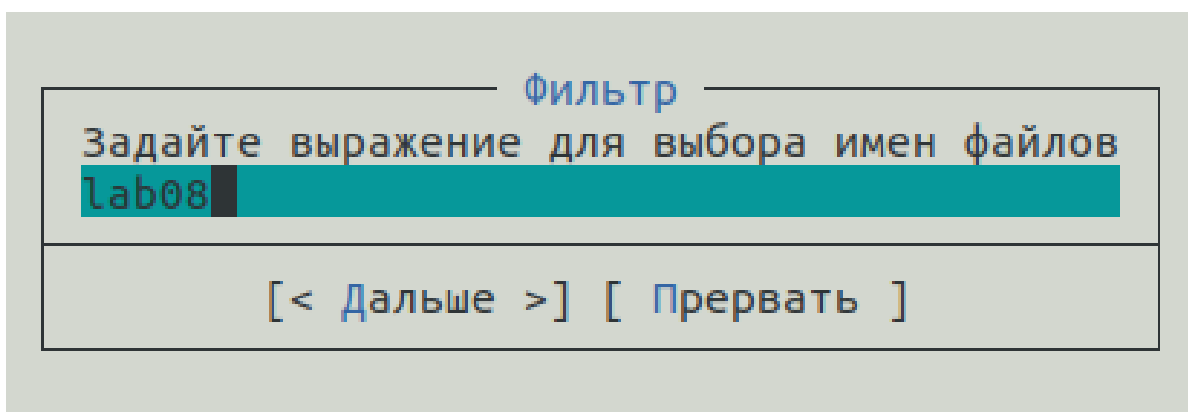 Фильтр
Задайте выражение для выбора имен файлов
lab08
[< Дальше >] [ Прервать ]